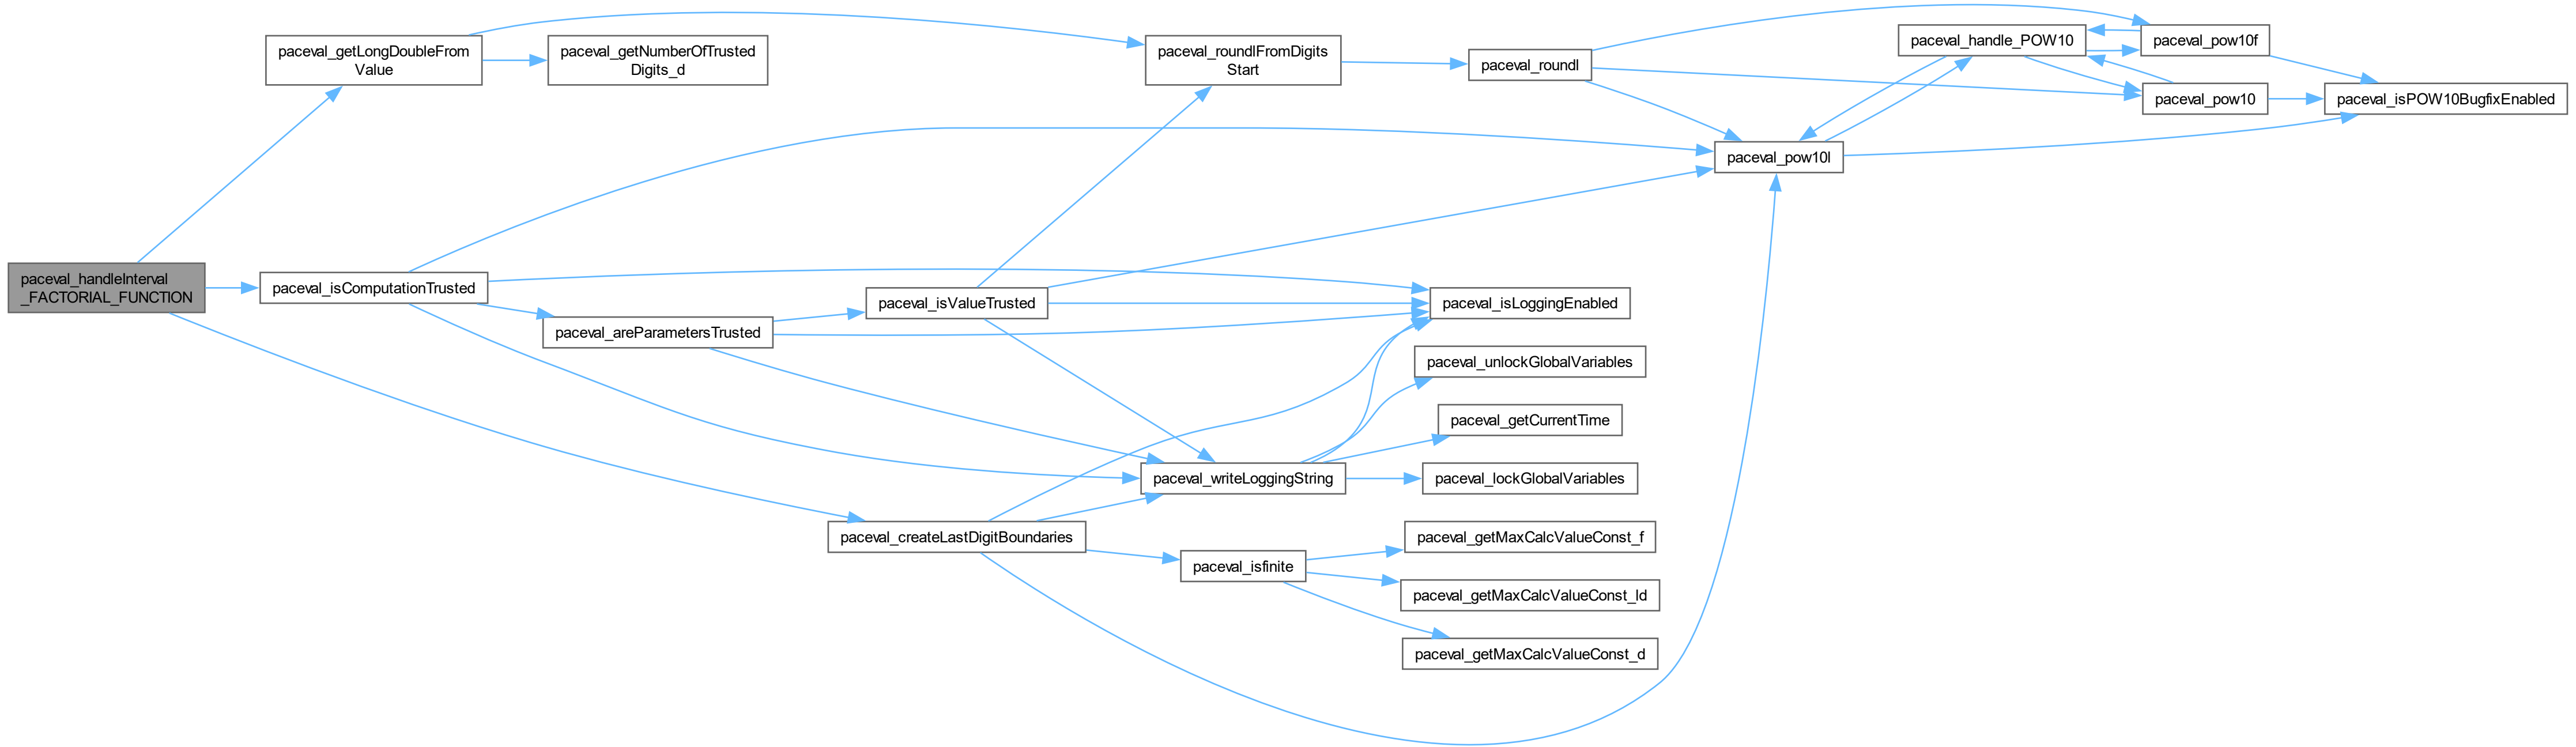 paceval_getLongDoubleFrom
Value
paceval_getNumberOfTrusted
Digits_d
paceval_roundlFromDigits
Start
paceval_roundl
paceval_handle_POW10
paceval_pow10f
paceval_pow10
paceval_isPOW10BugfixEnabled
paceval_pow10l
paceval_handleInterval
_FACTORIAL_FUNCTION
paceval_isComputationTrusted
paceval_areParametersTrusted
paceval_isValueTrusted
paceval_isLoggingEnabled
paceval_unlockGlobalVariables
paceval_getCurrentTime
paceval_writeLoggingString
paceval_lockGlobalVariables
paceval_createLastDigitBoundaries
paceval_isfinite
paceval_getMaxCalcValueConst_f
paceval_getMaxCalcValueConst_ld
paceval_getMaxCalcValueConst_d